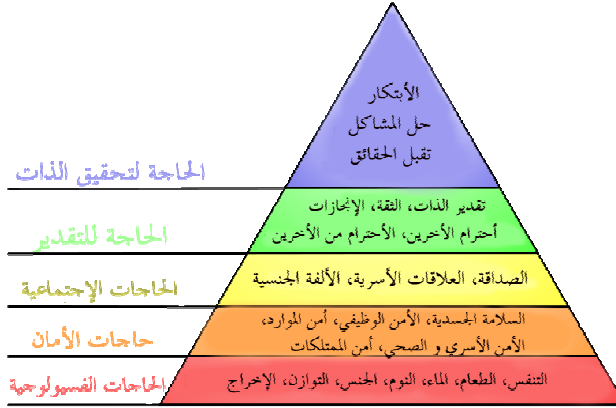 الأبتكار
حل المشاكل
تقبل الحقائق
الحاجة لتحقيق الذات
تقدير الذات، الثقة، الإنجازات
أحترام الأخرين، الأحترام من الأخرين
الحاجة للتقدير
الصداقة، العلاقات الأسرية، الألفة الجنسية
الحاجات الإجتماعية
السلامة الجسدية، الأمن الوظيفي، أمن الموارد،
الأمن الأسري و الصحي، أمن الممتلكات
حاجات الأمان
التنفس، الطعام، الماء، النوم، الجنس، التوازن، الإخراج
الحاجات الفسيولوجية